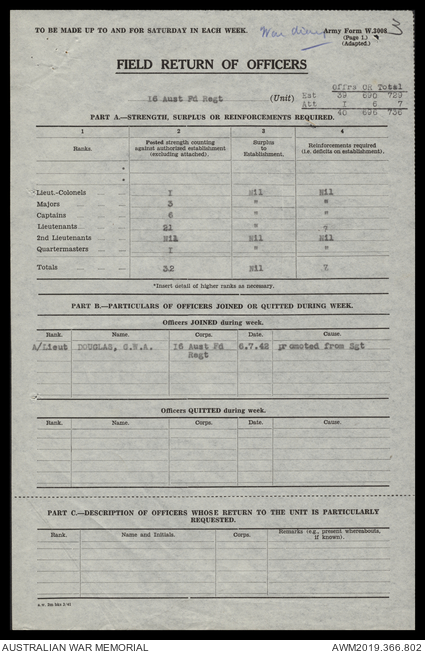 TO BE MADE UP TO AND FOR SATURDAY IN EACH WEEK.
War diary
Army Form W.3008
3
(Page 1.)
(Adapted.)
FIELD RETURN OF OFFICERS
Offrs OR Total
16 Aust Fd Regt (Unit) Est 39 690 729
Att 1 6 7
40 696 736
PART A.—STRENGTH, SURPLUS OR REINFORCEMENTS REQUIRED.
1 2 3 4
Ranks. Posted strength counting against authorized establishment (excluding attached). Surplus to Establishment. Reinforcements required (i.e. deficits on establishment).
*
*
*
Lieut.-Colonels 1 Nil Nil
Majors 3 " "
Captains 6 " "
Lieutenants 21 " 7
2nd Lieutenants Nil Nil Nil
Quartermasters 1 " "
Totals 32 Nil 7
*Insert detail of higher ranks as necessary.
PART B.—PARTICULARS OF OFFICERS JOINED OR QUITTED DURING WEEK.
Officers JOINED during week.
Rank. Name. Corps. Date. Cause.
A/Lieut DOUGLAS, G.W.A. 16 Aust Fd Regt 6.7.42 promoted from Sgt
Officers QUITTED during week.
Rank. Name. Corps. Date. Cause.
PART C.—DESCRIPTION OF OFFICERS WHOSE RETURN TO THE UNIT IS PARTICULARLY
REQUESTED.
Rank. Name and Initials. Corps. Remarks (e.g., present whereabouts, if known).
AUSTRALIAN WAR MEMORIAL
AWM2019.366.802